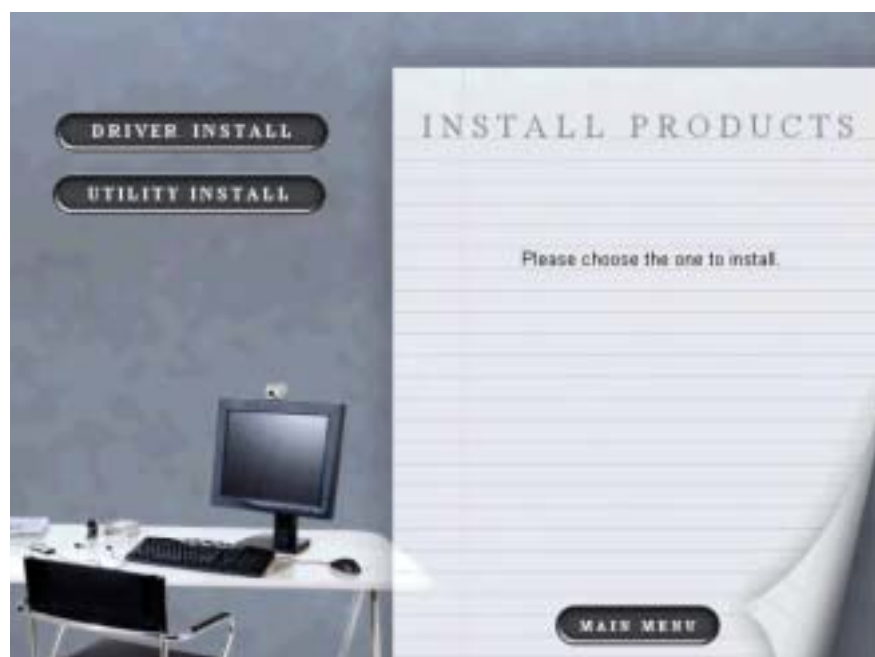 DRIVER INSTALL
UTILITY INSTALL
INSTALL PRODUCTS
Please choose the one to install.
MAIN MENU